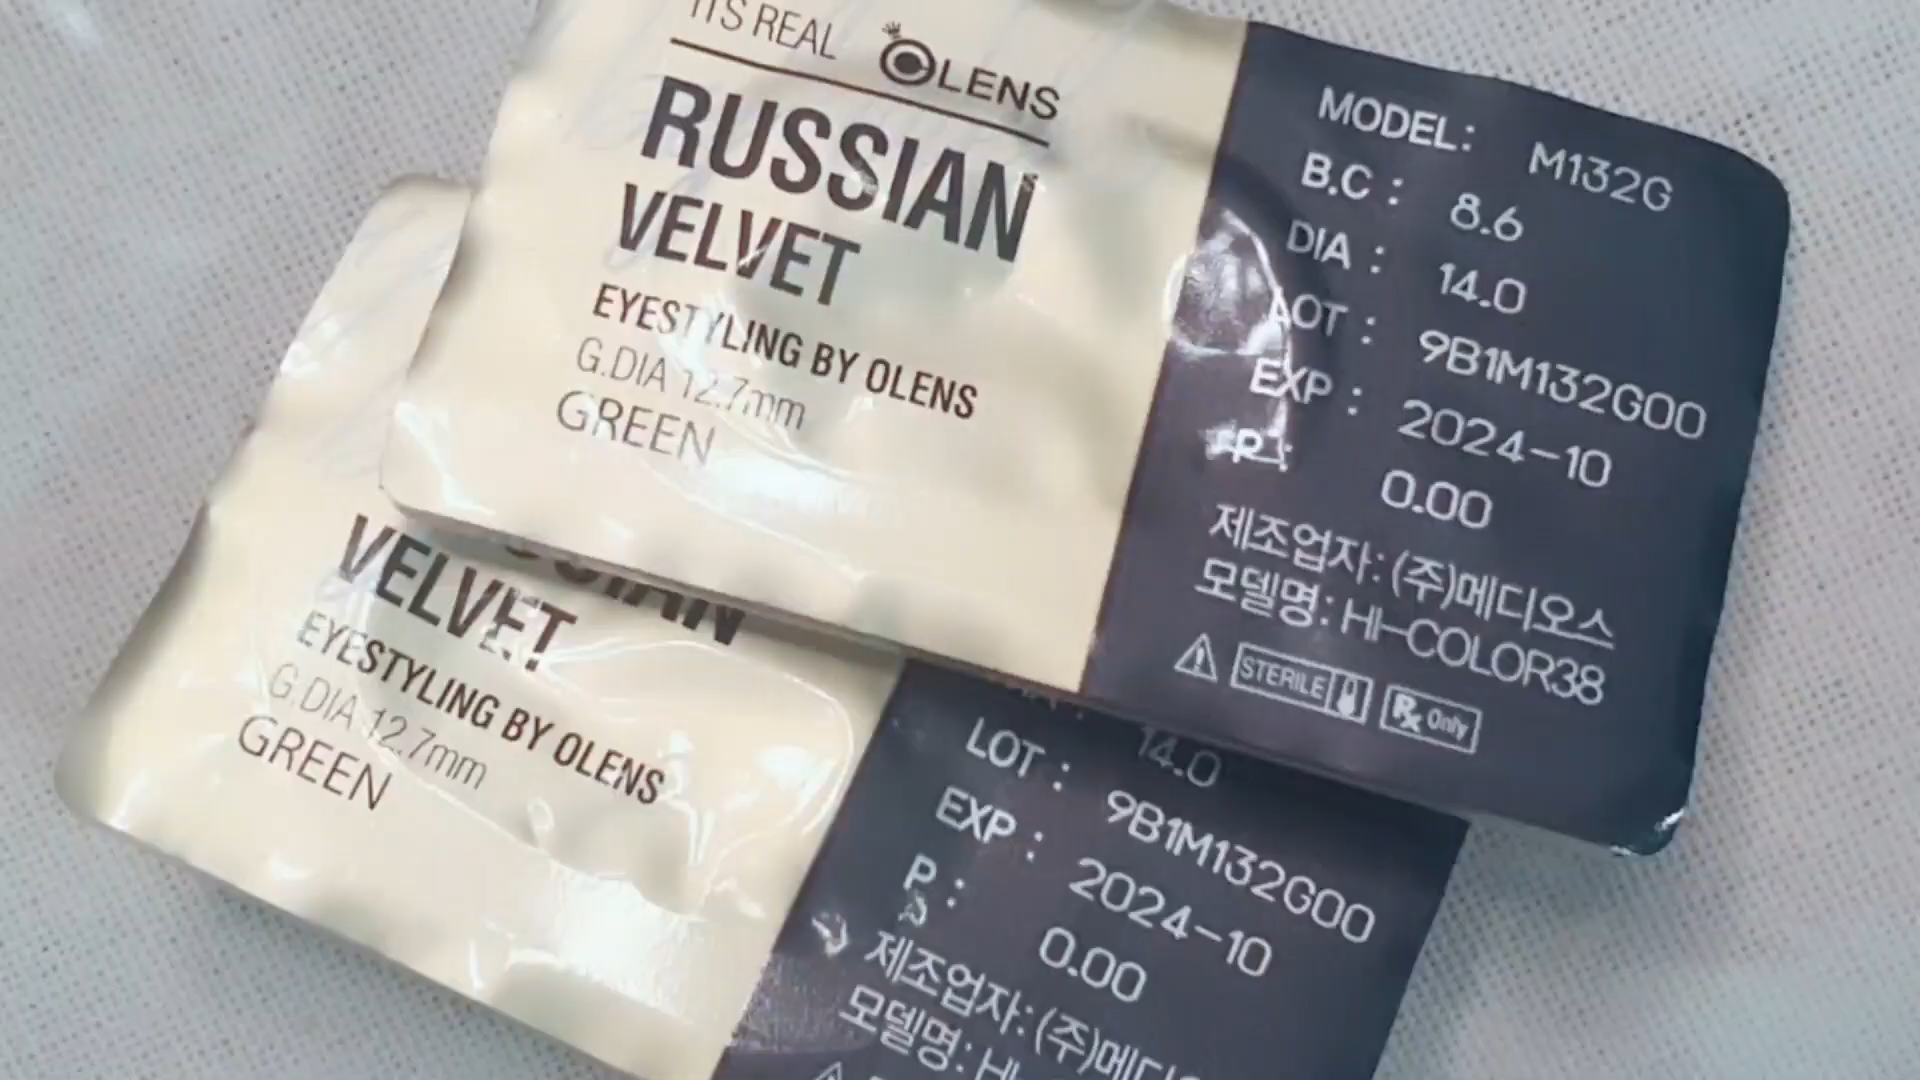 IT'S REAL OLENS
RUSSIAN
VELVET
EYESTYLING BY OLENS
G.DIA 12.7mm
GREEN
MODEL: M132G
B.C : 8.6
DIA : 14.0
LOT : 9B1M132G00
EXP : 2024-10
P : 0.00
제조업자: (주)메디오스
모델명: HI-COLOR38
STERILE
Rx Only
VELVET
EYESTYLING BY OLENS
G.DIA 12.7mm
GREEN
14.0
LOT : 9B1M132G00
EXP : 2024-10
P : 0.00
제조업자: (주)메디
모델명: HI